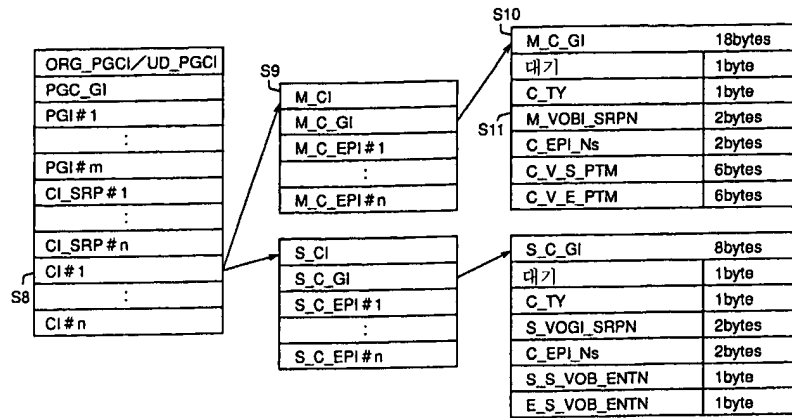 ORG_PGCI/UD_PGCI
PGC_GI
PGI#1
:
PGI#m
CI_SRP#1
:
CI_SRP#n
S8
CI#1
:
CI#n
S9
M_CI
M_C_GI
M_C_EPI#1
:
M_C_EPI#n
S_CI
S_C_GI
S_C_EPI#1
:
S_C_EPI#n
S10
M_C_GI 18bytes
대기 1byte
C_TY 1byte
S11
M_VOBI_SRPN 2bytes
C_EPI_Ns 2bytes
C_V_S_PTM 6bytes
C_V_E_PTM 6bytes
S_C_GI 8bytes
대기 1byte
C_TY 1byte
S_VOGI_SRPN 2bytes
C_EPI_Ns 2bytes
S_S_VOB_ENTN 1byte
E_S_VOB_ENTN 1byte